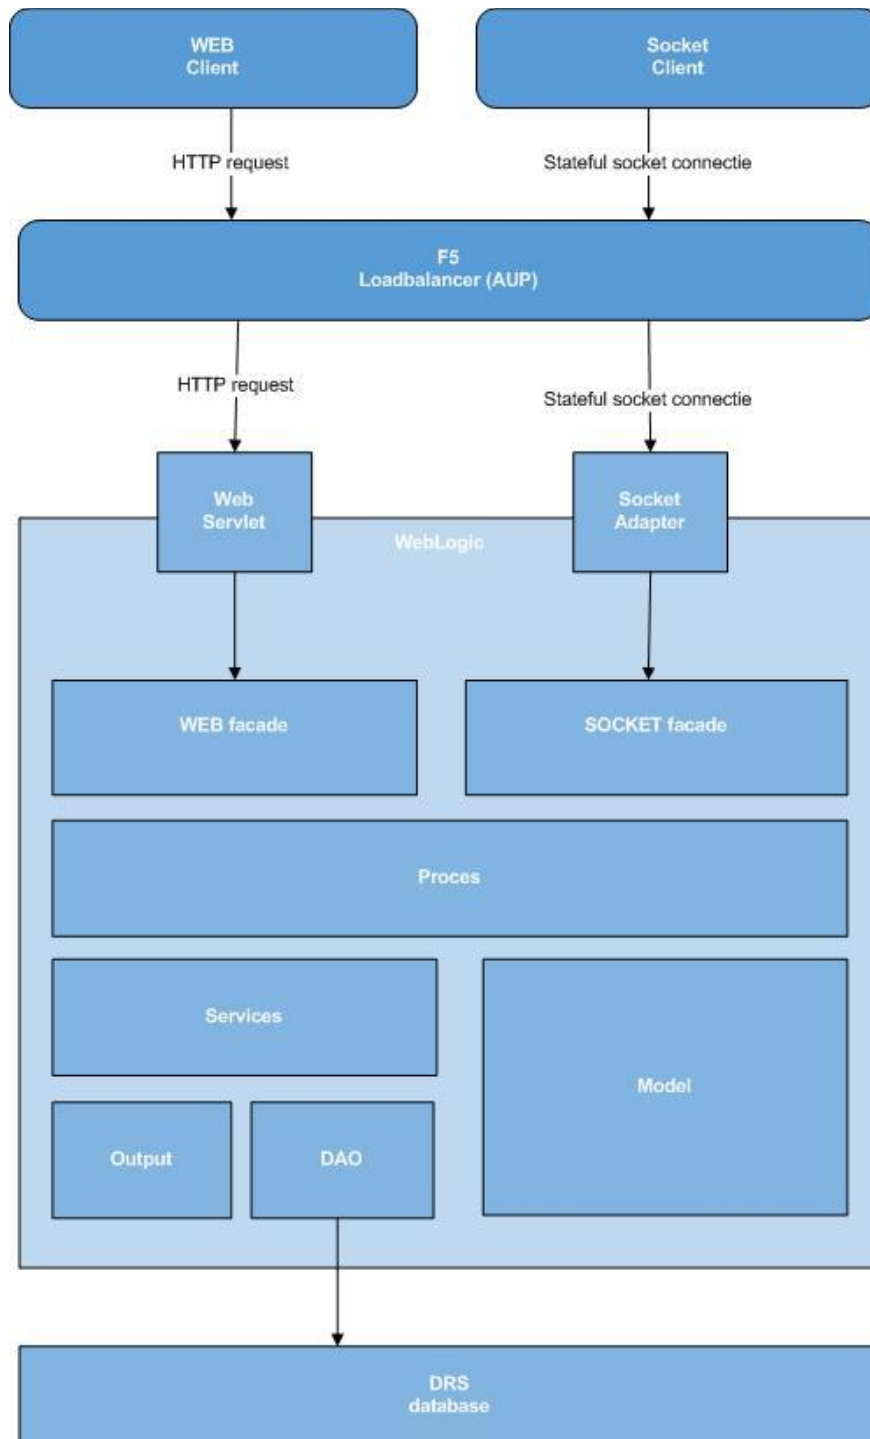 WEB
Client
Socket
Client
HTTP request
Stateful socket connectie
F5
Loadbalancer (AUP)
HTTP request
Stateful socket connectie
Web
Servlet
Socket
Adapter
WebLogic
WEB facade
SOCKET facade
Proces
Services
Model
Output
DAO
DRS
database